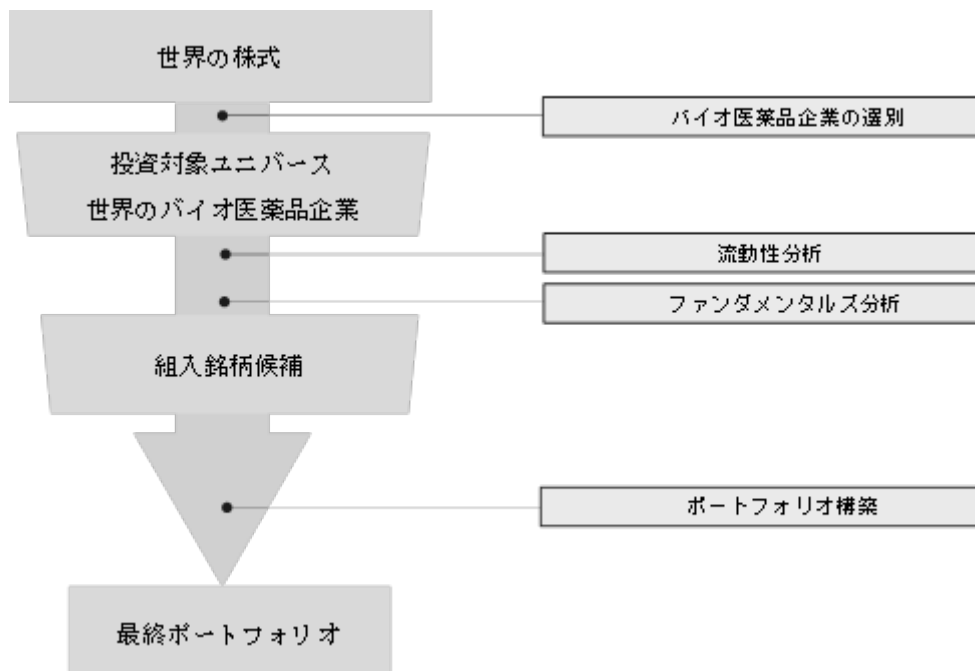 世界の株式
バイオ医薬品企業の選別
投資対象ユニバース
世界のバイオ医薬品企業
流動性分析
ファンダメンタルズ分析
組入銘柄候補
ポートフォリオ構築
最終ポートフォリオ